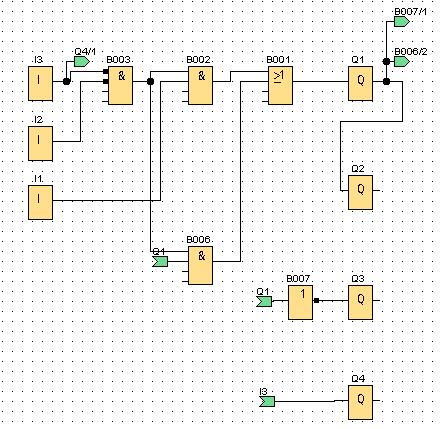 B007/1
I3
Q4/1
B003
B002
B001
Q1
B006/2
I
&
&
≥1
Q
I2
I
I1
I
Q2
Q
Q1
B006
&
Q1
B007
1
Q3
Q
I3
Q4
Q